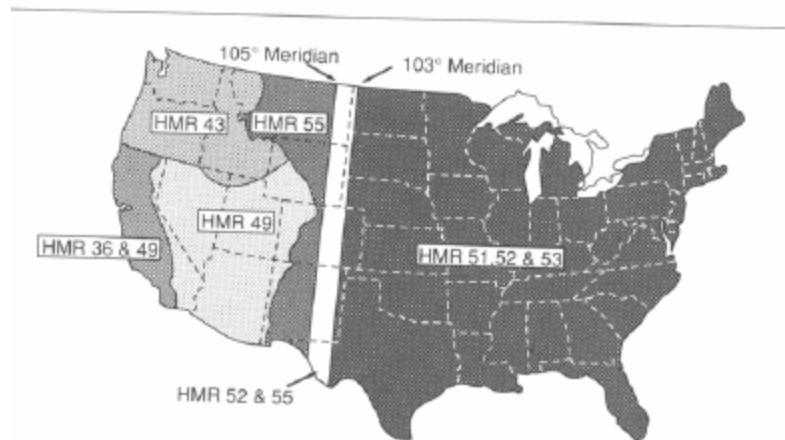 105° Meridian
103° Meridian
HMR 43
HMR 55
HMR 49
HMR 36 & 49
HMR 51,52 & 53
HMR 52 & 55